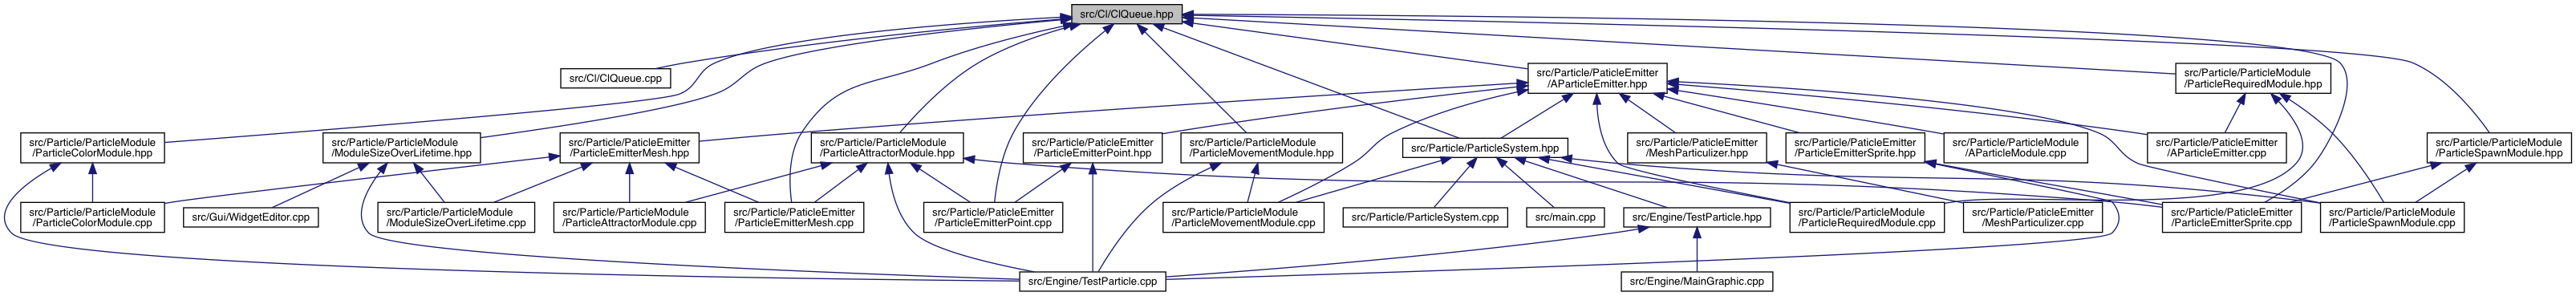 src/Cl/ClQueue.hpp
src/Cl/ClQueue.cpp
src/Particle/PaticleEmitter
/AParticleEmitter.hpp
src/Particle/ParticleModule
/ParticleRequiredModule.hpp
src/Particle/ParticleModule
/ParticleColorModule.hpp
src/Particle/ParticleModule
/ModuleSizeOverLifetime.hpp
src/Particle/PaticleEmitter
/ParticleEmitterMesh.hpp
src/Particle/ParticleModule
/ParticleAttractorModule.hpp
src/Particle/PaticleEmitter
/ParticleEmitterPoint.hpp
src/Particle/ParticleModule
/ParticleMovementModule.hpp
src/Particle/ParticleSystem.hpp
src/Particle/PaticleEmitter
/MeshParticulizer.hpp
src/Particle/PaticleEmitter
/ParticleEmitterSprite.hpp
src/Particle/ParticleModule
/AParticleModule.cpp
src/Particle/PaticleEmitter
/AParticleEmitter.cpp
src/Particle/ParticleModule
/ParticleSpawnModule.hpp
src/Particle/ParticleModule
/ParticleColorModule.cpp
src/Gui/WidgetEditor.cpp
src/Particle/ParticleModule
/ModuleSizeOverLifetime.cpp
src/Particle/ParticleModule
/ParticleAttractorModule.cpp
src/Particle/PaticleEmitter
/ParticleEmitterMesh.cpp
src/Particle/PaticleEmitter
/ParticleEmitterPoint.cpp
src/Particle/ParticleModule
/ParticleMovementModule.cpp
src/Particle/ParticleSystem.cpp
src/main.cpp
src/Engine/TestParticle.hpp
src/Particle/ParticleModule
/ParticleRequiredModule.cpp
src/Particle/PaticleEmitter
/MeshParticulizer.cpp
src/Particle/PaticleEmitter
/ParticleEmitterSprite.cpp
src/Particle/ParticleModule
/ParticleSpawnModule.cpp
src/Engine/TestParticle.cpp
src/Engine/MainGraphic.cpp